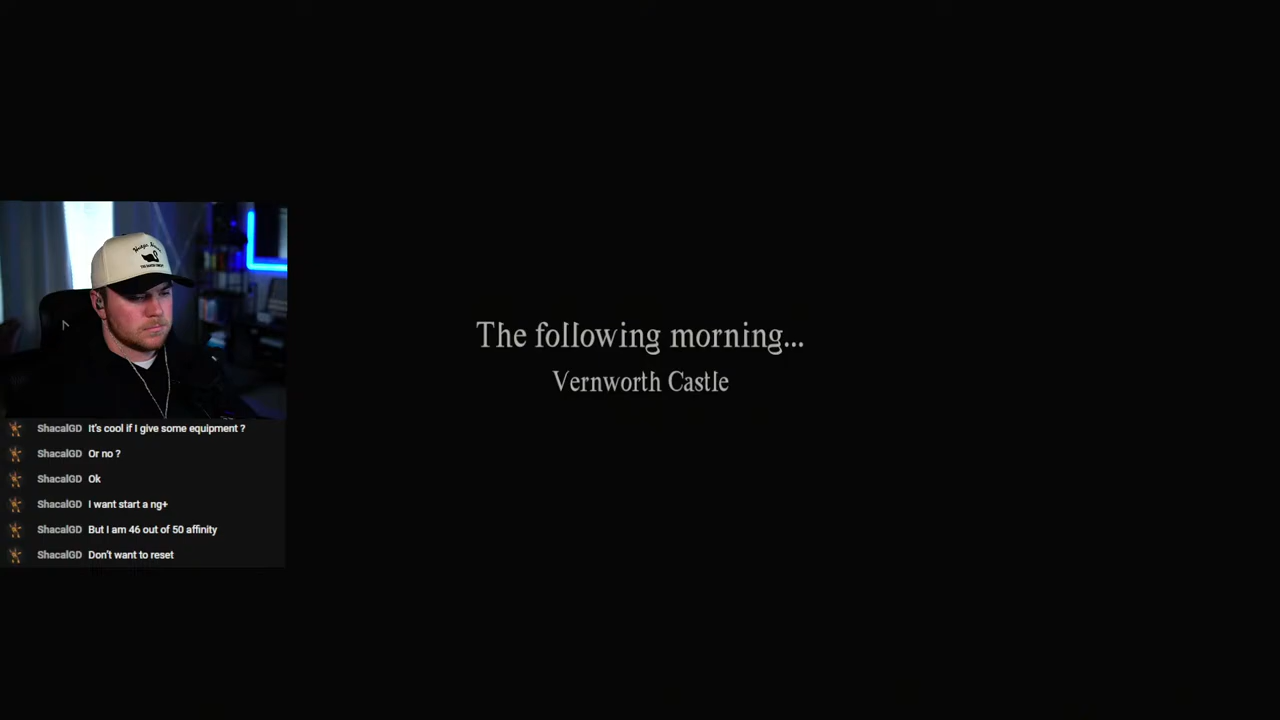 The following morning...
Vernworth Castle
ShacalGD It's cool if I give some equipment ?
ShacalGD Or no ?
ShacalGD Ok
ShacalGD I want start a ng+
ShacalGD But I am 46 out of 50 affinity
ShacalGD Don't want to reset